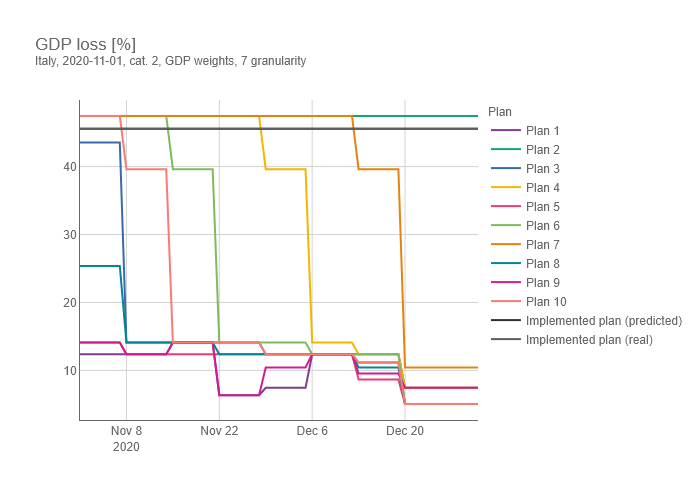 GDP loss [%]
Italy, 2020-11-01, cat. 2, GDP weights, 7 granularity
Plan
Plan 1
Plan 2
Plan 3
Plan 4
Plan 5
Plan 6
Plan 7
Plan 8
Plan 9
Plan 10
Implemented plan (predicted)
Implemented plan (real)
40
30
20
10
Nov 8
2020
Nov 22
Dec 6
Dec 20